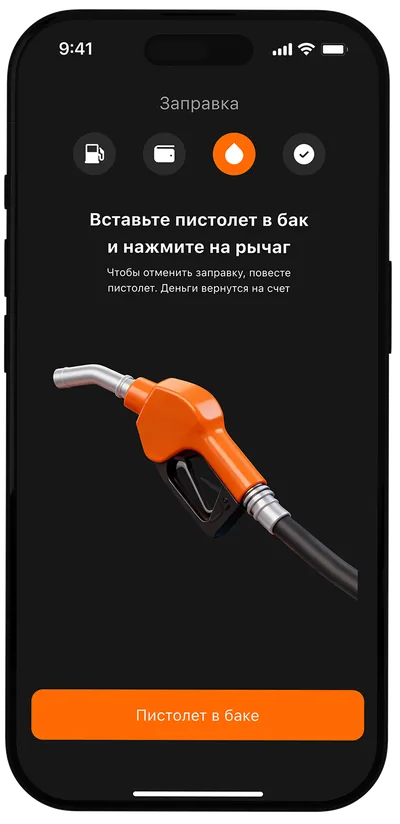 9:41
Заправка
Вставьте пистолет в бак
и нажмите на рычаг
Чтобы отменить заправку, повесте
пистолет. Деньги вернутся на счет
Пистолет в баке